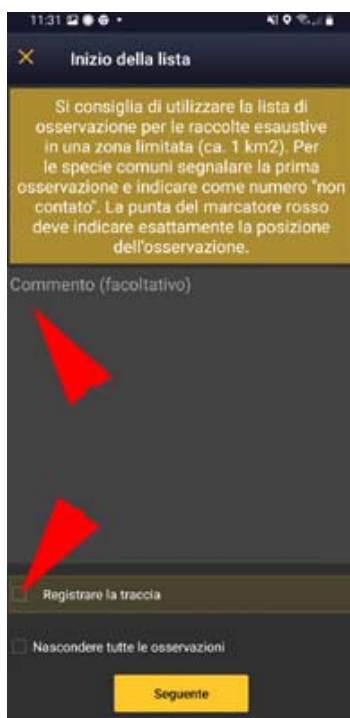 11:31
Inizio della lista
Si consiglia di utilizzare la lista di
osservazione per le raccolte esaustive
in una zona limitata (ca. 1 km2). Per
le specie comuni segnalare la prima
osservazione e indicare come numero "non
contato". La punta del marcatore rosso
deve indicare esattamente la posizione
dell'osservazione.
Commento (facoltativo)
Registrare la traccia
Nascondere tutte le osservazioni
Seguente